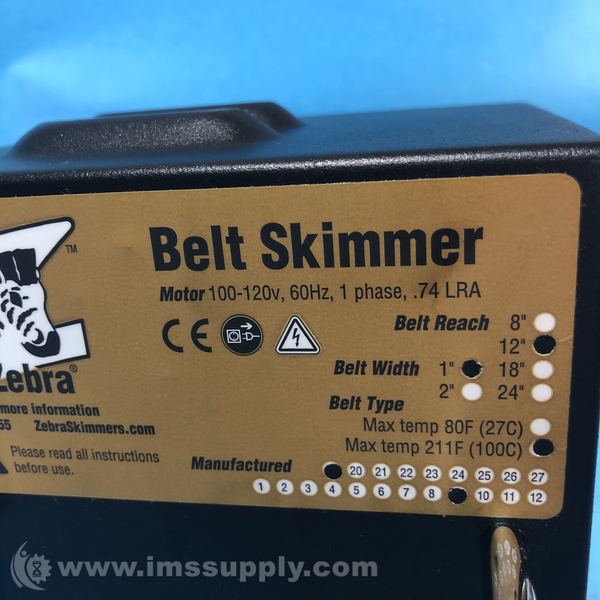 Belt Skimmer
Motor 100-120v, 60Hz, 1 phase, .74 LRA
CE
Belt Reach 8"
12"
Belt Width 1" 18"
2" 24"
Belt Type
Max temp 80F (27C)
Max temp 211F (100C)
Manufactured 20 21 22 23 24 25 26 27
1 2 3 4 5 6 7 8 10 11 12
TM
Zebra®
more information
55 ZebraSkimmers.com
Please read all instructions
before use.
www.imssupply.com